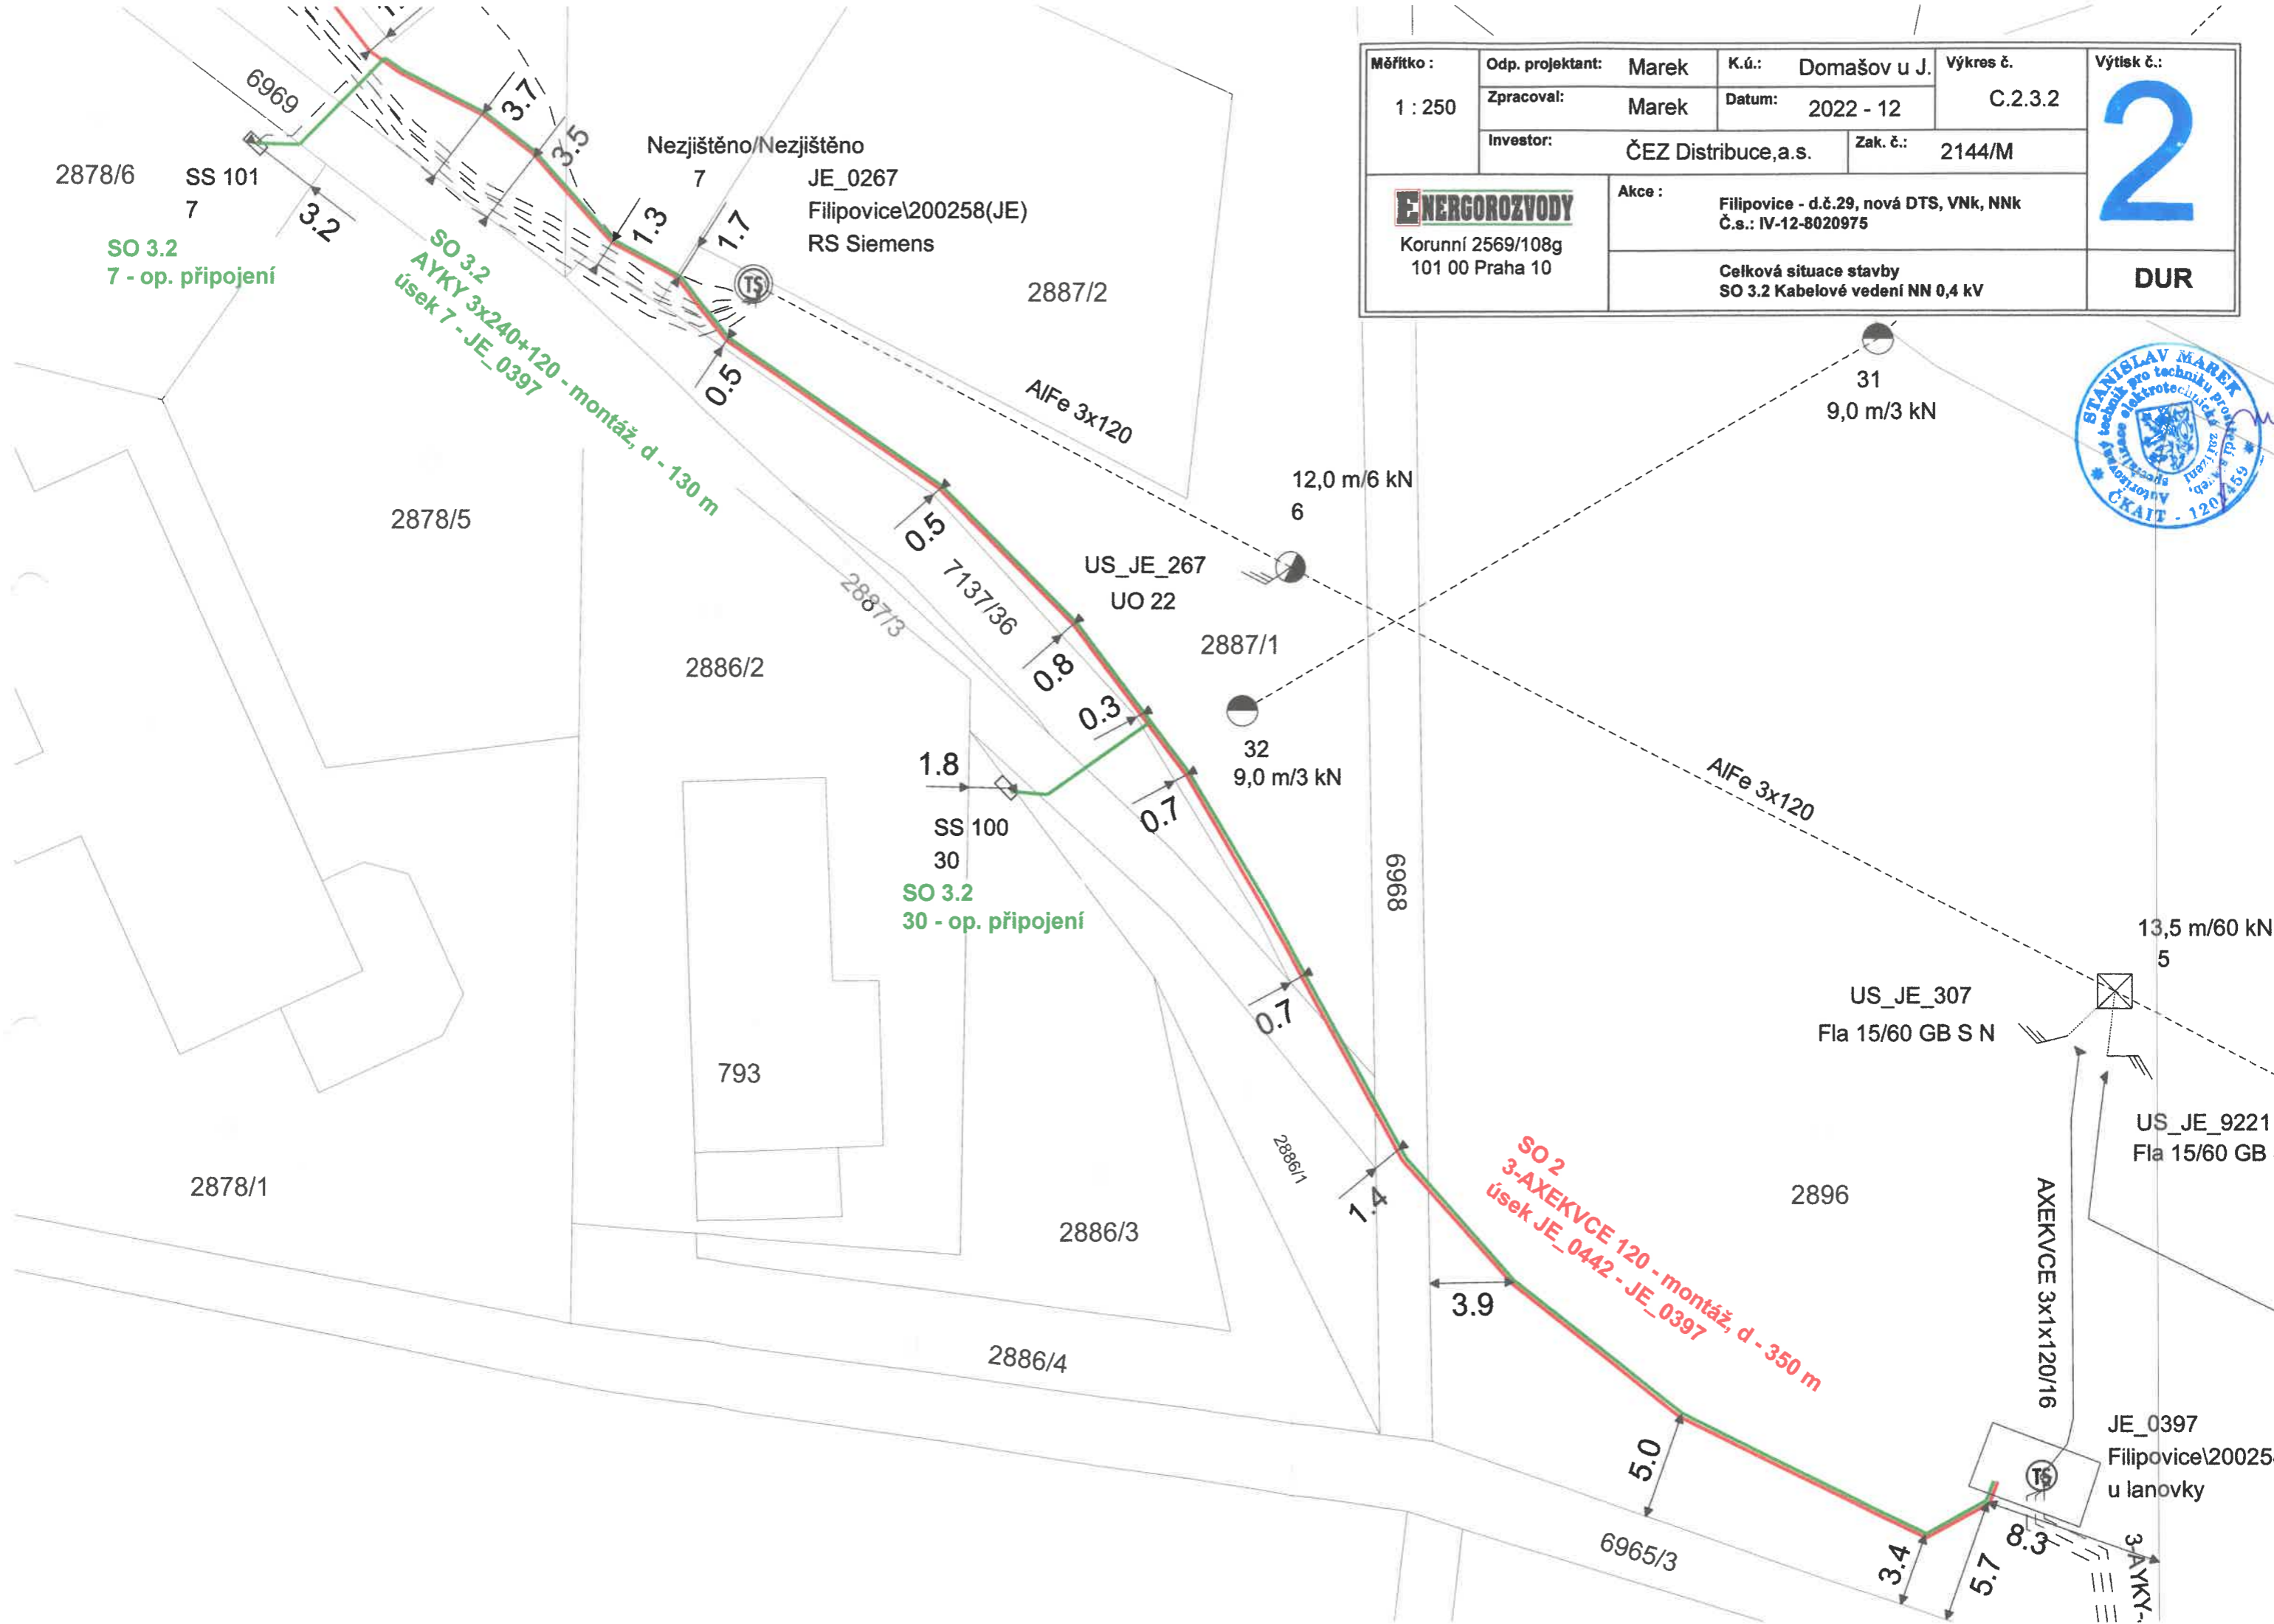 Měřítko :
1 : 250
Odp. projektant: Marek
K.ú.: Domašov u J.
Výkres č.
C.2.3.2
Výtisk č.:
2
Zpracoval: Marek
Datum: 2022 - 12
Investor: ČEZ Distribuce,a.s.
Zak. č.: 2144/M
ENERGOROZVODY
Korunní 2569/108g
101 00 Praha 10
Akce :
Filipovice - d.č.29, nová DTS, VNk, NNk
Č.s.: IV-12-8020975
Celková situace stavby
SO 3.2 Kabelové vedení NN 0,4 kV
DUR
STANISLAV MAREK
ČKAIT
6969
2878/6
SS 101
7
3.2
SO 3.2
7 - op. připojení
3.7
3.5
Nezjištěno/Nezjištěno
7
JE_0267
Filipovice\200258(JE)
RS Siemens
1.3
1.7
TS
2887/2
SO 3.2
AYKY 3x240+120 - montáž, d - 130 m
úsek 7 - JE_0397
0.5
AlFe 3x120
31
9,0 m/3 kN
12,0 m/6 kN
6
2878/5
0.5
7137/36
US_JE_267
UO 22
2887/3
2887/1
2886/2
0.8
0.3
32
9,0 m/3 kN
1.8
SS 100
30
SO 3.2
30 - op. připojení
0.7
AlFe 3x120
6968
13,5 m/60 kN
5
US_JE_307
Fla 15/60 GB S N
0.7
793
US_JE_9221
Fla 15/60 GB
2886/1
1.4
SO 2
3-AXEKVCE 120 - montáž, d - 350 m
úsek JE_0442 - JE_0397
2896
AXEKVCE 3x1x120/16
2878/1
2886/3
3.9
2886/4
5.0
JE_0397
Filipovice\20025
u lanovky
TS
6965/3
3.4
5.7
8.3
3-AYKY-